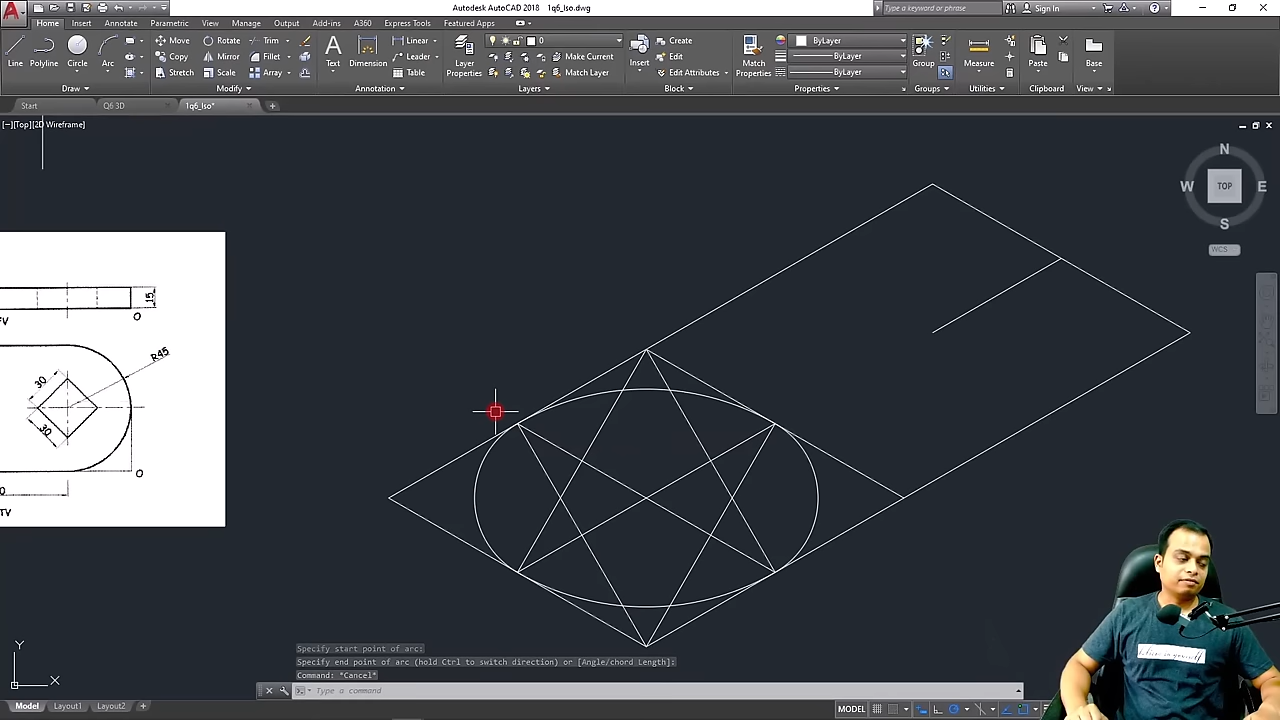 Autodesk AutoCAD 2018 1q6_Iso.dwg
Type a keyword or phrase
Sign In
Home Insert Annotate Parametric View Manage Output Add-ins A360 Express Tools Featured Apps
Line Polyline Circle Arc
Move Rotate Trim
Copy Mirror Fillet
Stretch Scale Array
Text Dimension
Linear
Leader
Table
Layer Properties
0
Make Current
Match Layer
Insert
Create
Edit
Edit Attributes
Match Properties
ByLayer
ByLayer
ByLayer
Group
Measure
Paste
Base
Draw Modify Annotation Layers Block Properties Groups Utilities Clipboard View
Start Q6 3D 1q6_Iso*
[−][Top][2D Wireframe]
N
W TOP E
S
WCS
15
FV
O
R45
30
30
O
0
TV
Specify start point of arc:
Specify end point of arc (hold Ctrl to switch direction) or [Angle/chord Length]:
Command: *Cancel*
Type a command
Y
X
Model Layout1 Layout2
MODEL